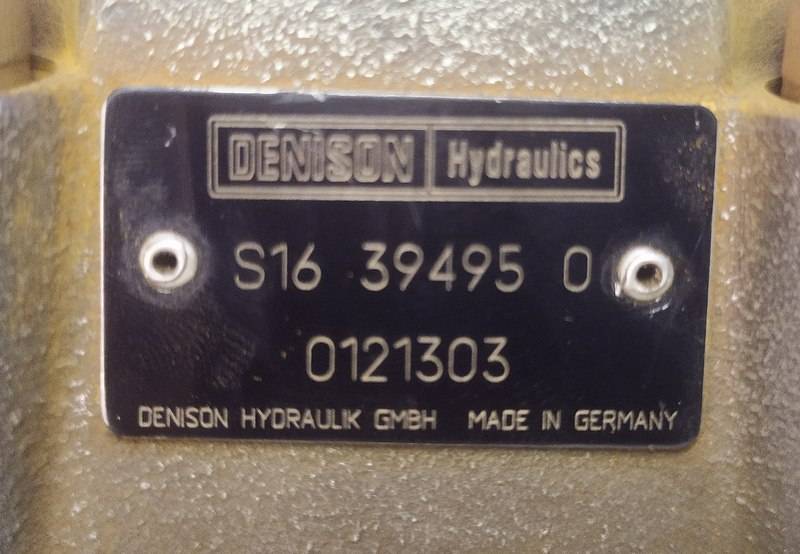 DENISON Hydraulics
S16 39495 0
0121303
DENISON HYDRAULIK GMBH MADE IN GERMANY